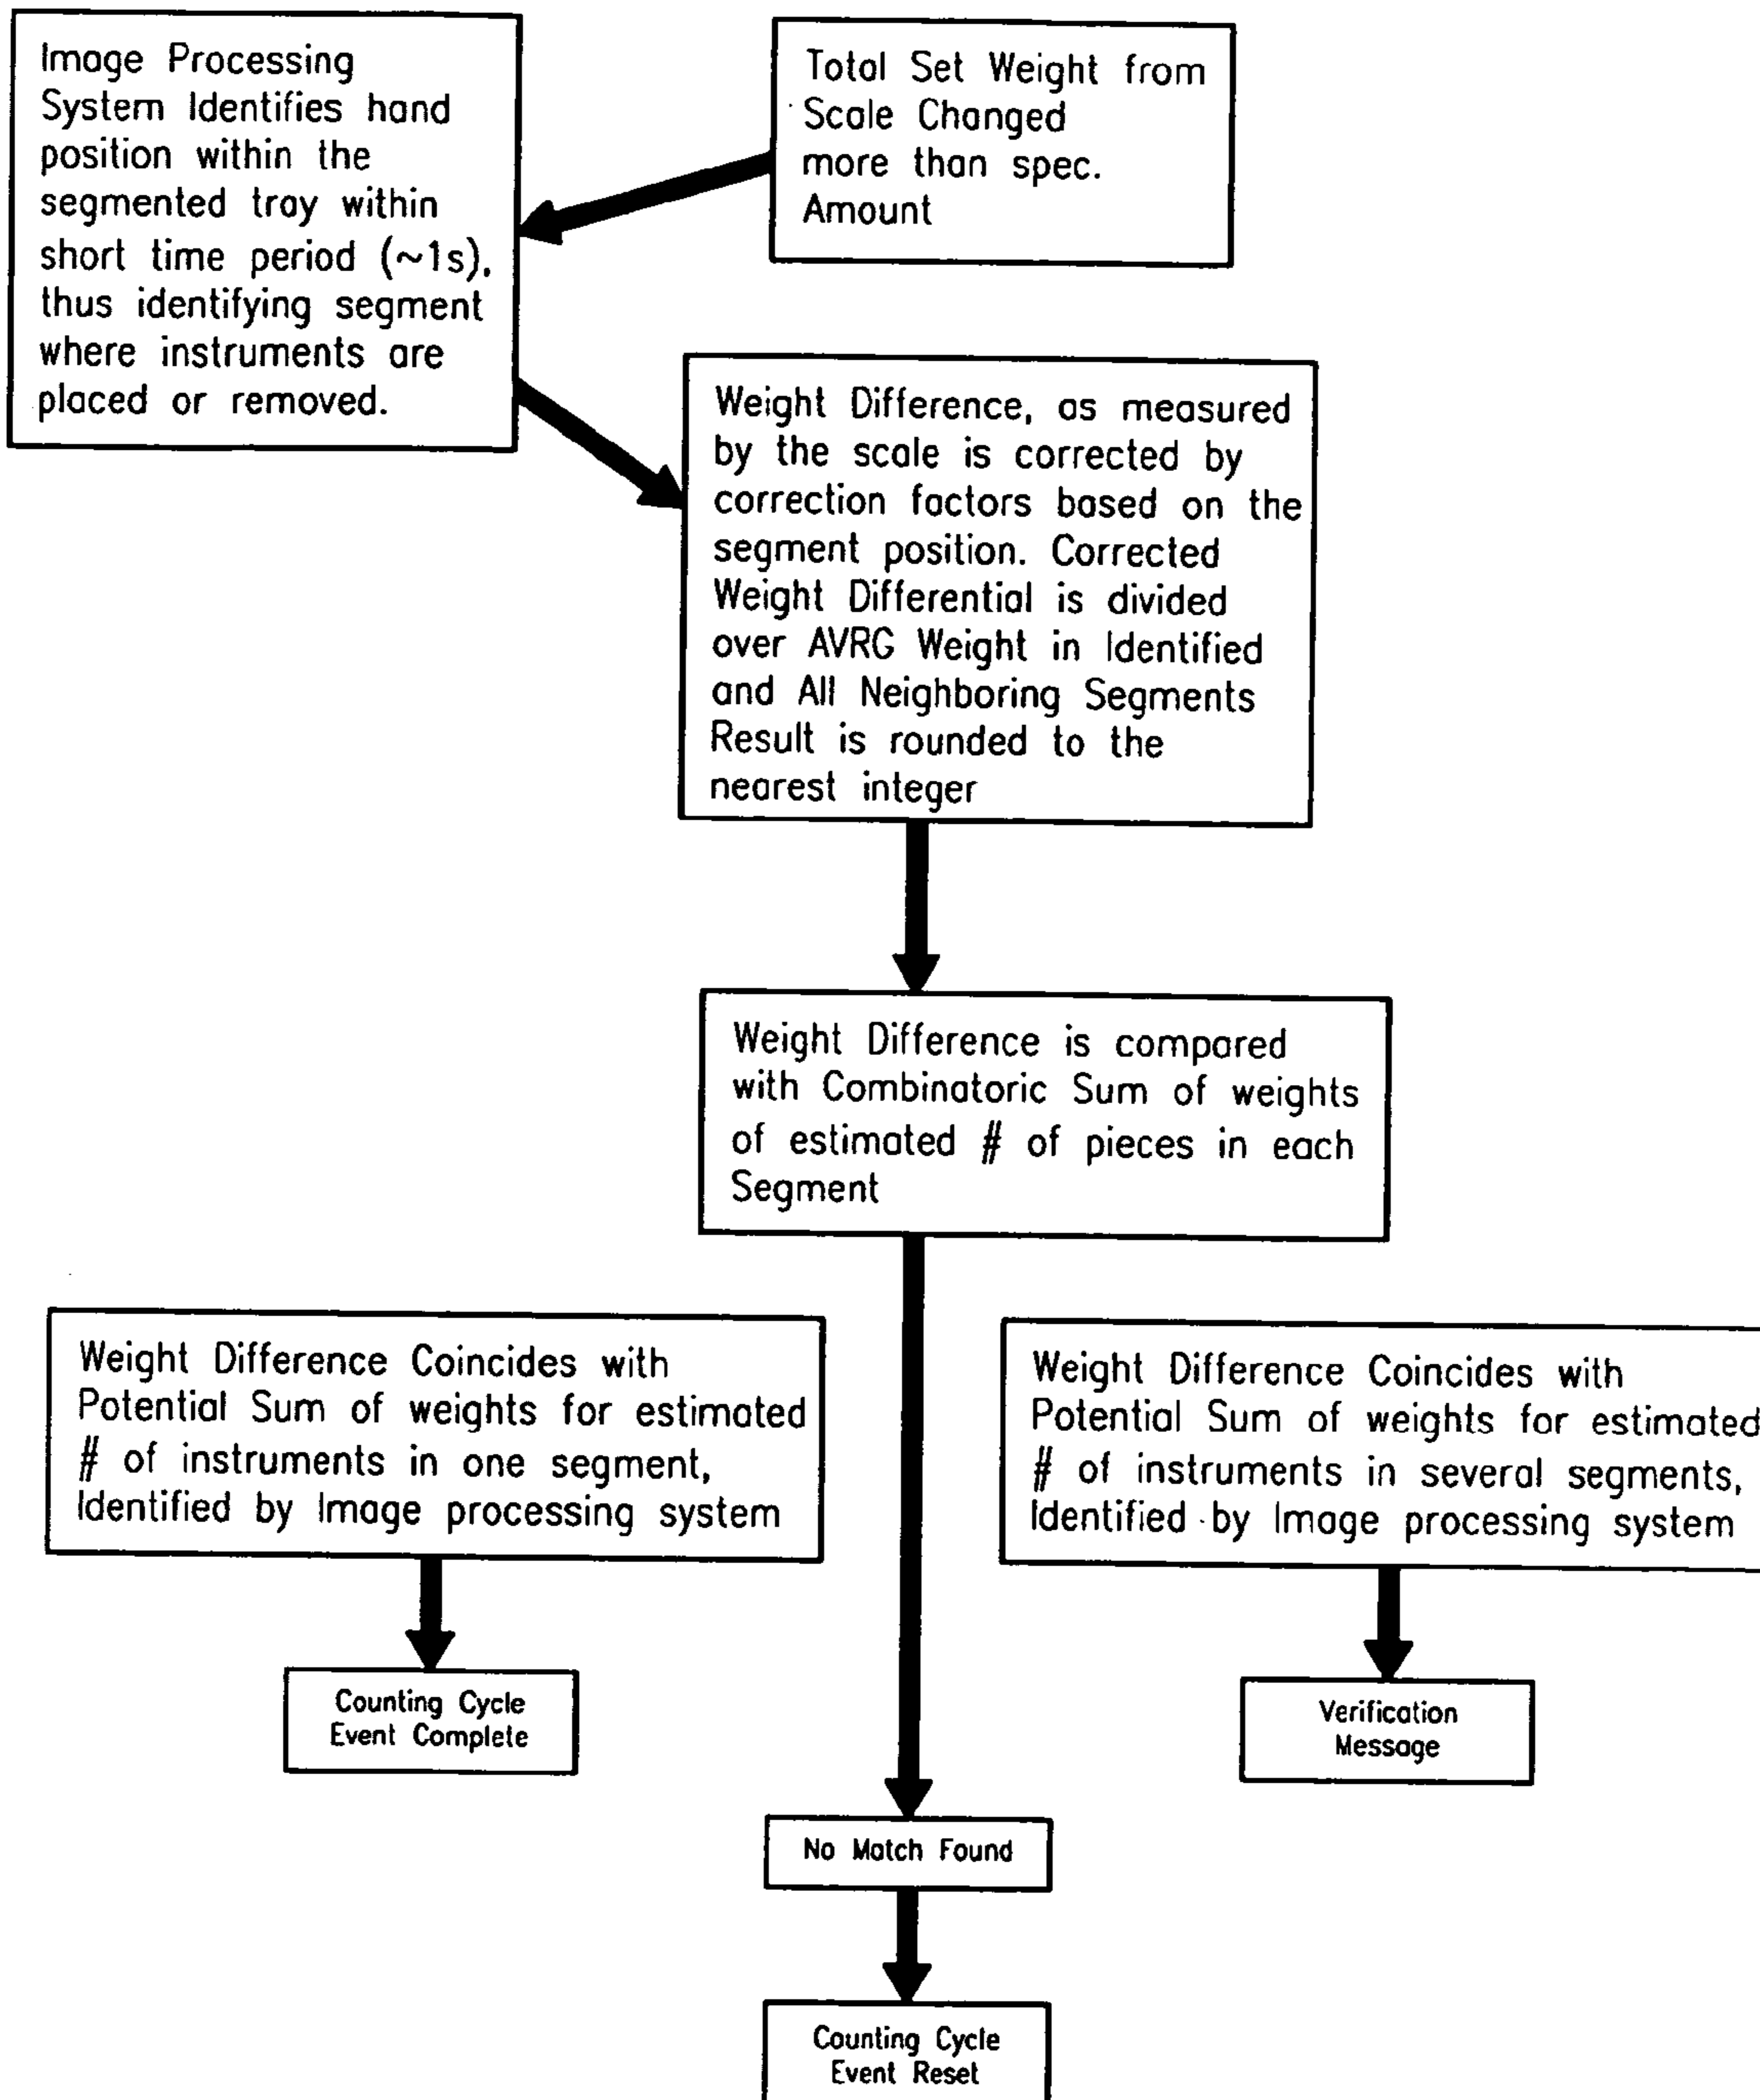 Image Processing
System Identifies hand
position within the
segmented tray within
short time period (~1s),
thus identifying segment
where instruments are
placed or removed.
Total Set Weight from
Scale Changed
more than spec.
Amount
Weight Difference, as measured
by the scale is corrected by
correction factors based on the
segment position. Corrected
Weight Differential is divided
over AVRG Weight in Identified
and All Neighboring Segments
Result is rounded to the
nearest integer
Weight Difference is compared
with Combinatoric Sum of weights
of estimated # of pieces in each
Segment
Weight Difference Coincides with
Potential Sum of weights for estimated
# of instruments in one segment,
Identified by Image processing system
Weight Difference Coincides with
Potential Sum of weights for estimated
# of instruments in several segments,
Identified by Image processing system
Counting Cycle
Event Complete
Verification
Message
No Match Found
Counting Cycle
Event Reset